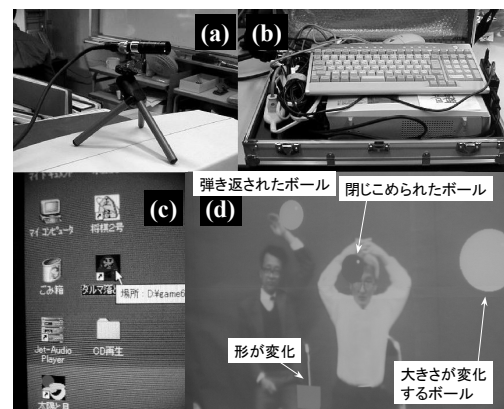 (a)
(b)
(c)
マイ コンピュータ
将棋2号
ごみ箱
場所 : D:¥game6
Jet-Audio
Player
CD再生
(d)
弾き返されたボール
閉じこめられたボール
形が変化
大きさが変化
するボール